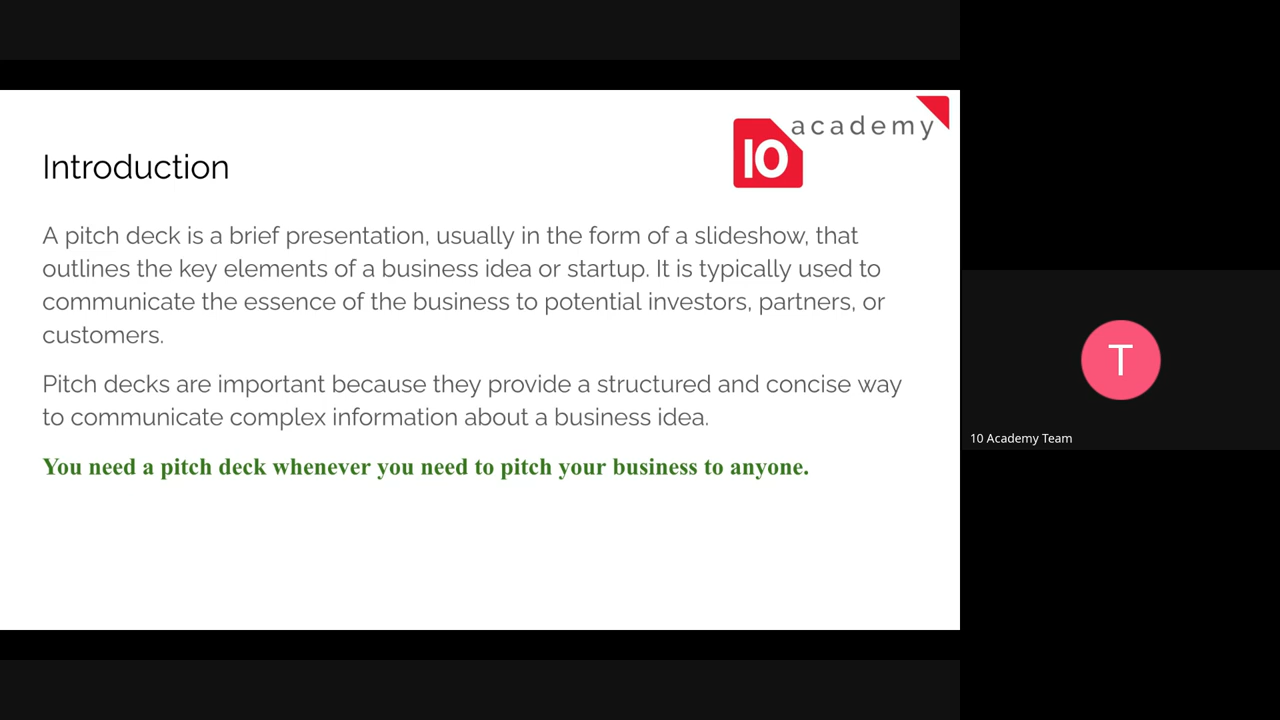 academy
10
Introduction
A pitch deck is a brief presentation, usually in the form of a slideshow, that
outlines the key elements of a business idea or startup. It is typically used to
communicate the essence of the business to potential investors, partners, or
customers.
Pitch decks are important because they provide a structured and concise way
to communicate complex information about a business idea.
You need a pitch deck whenever you need to pitch your business to anyone.
T
10 Academy Team